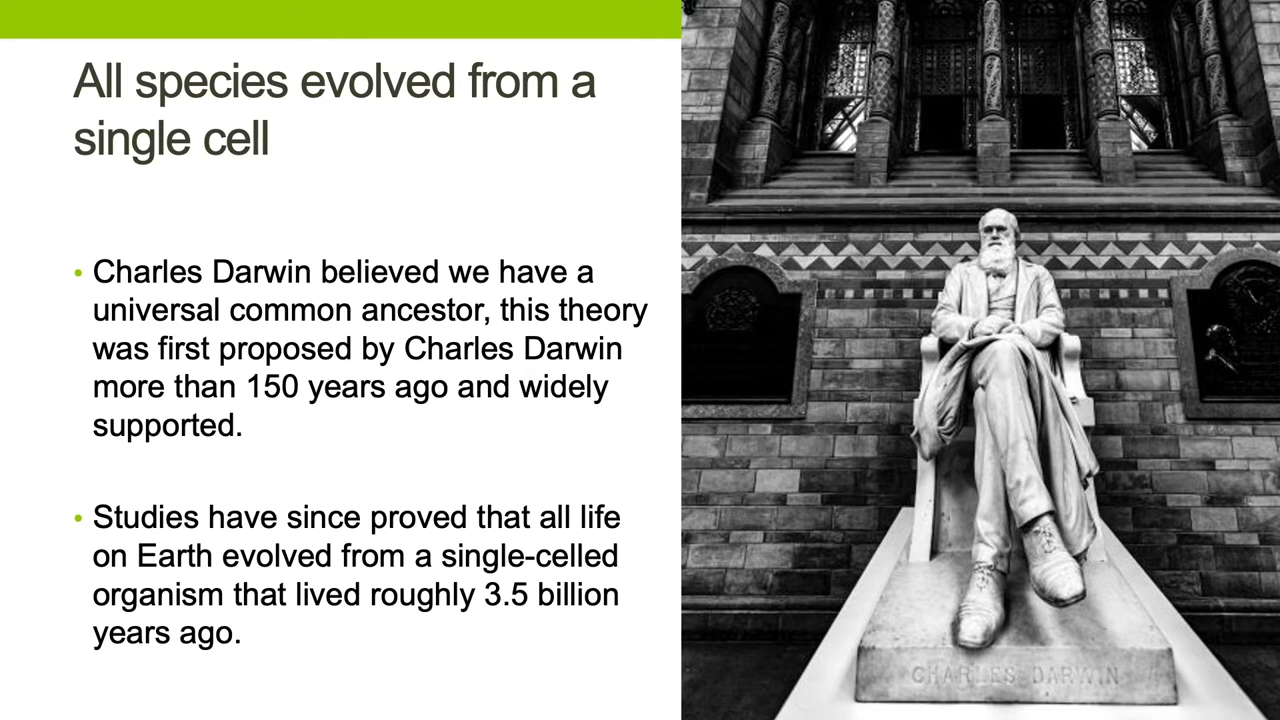 All species evolved from a
single cell
• Charles Darwin believed we have a
universal common ancestor, this theory
was first proposed by Charles Darwin
more than 150 years ago and widely
supported.
• Studies have since proved that all life
on Earth evolved from a single-celled
organism that lived roughly 3.5 billion
years ago.
CHARLES DARWIN